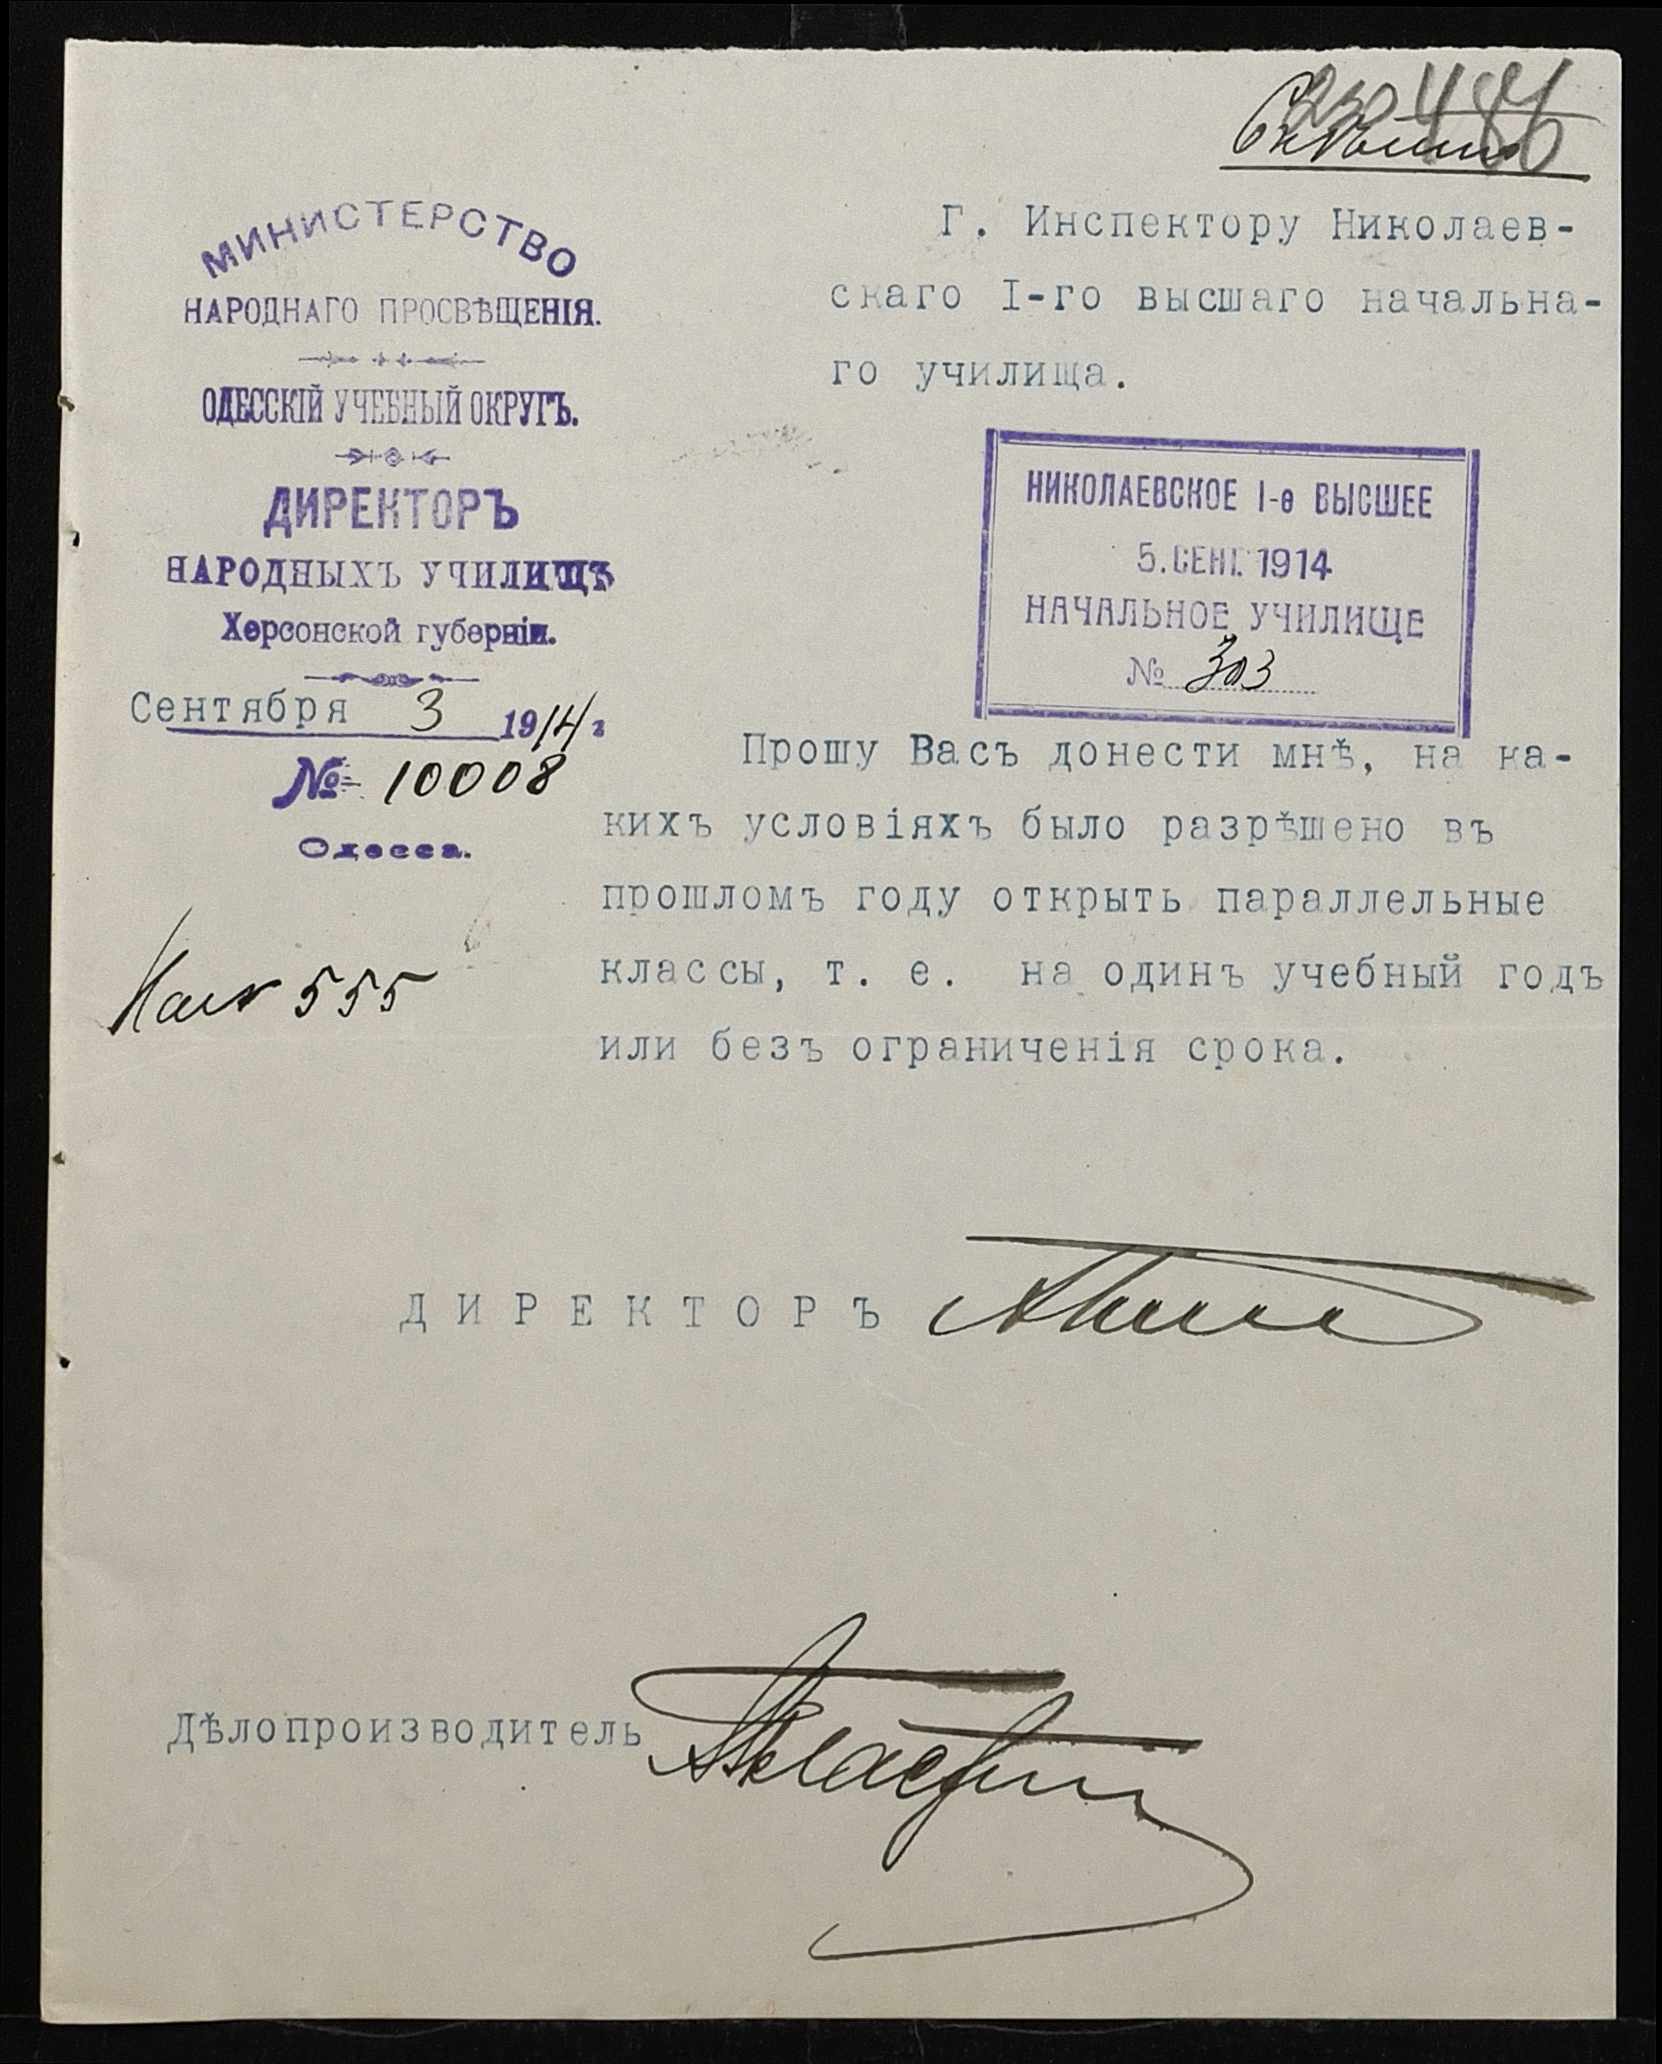 486
МИНИСТЕРСТВО
НАРОДНАГО ПРОСВѢЩЕНІЯ.
ОДЕССКІЙ УЧЕБНЫЙ ОКРУГЪ.
ДИРЕКТОРЪ
НАРОДНЫХЪ УЧИЛИЩЪ
Херсонской губерніи.
Сентября 3 1914 г
№ 10008
Одесса.
Г. Инспектору Николаев-
скаго I-го высшаго начальна-
го училища.
НИКОЛАЕВСКОЕ I-е ВЫСШЕЕ
5. СЕНТ. 1914
НАЧАЛЬНОЕ УЧИЛИЩЕ
№ 303
Прошу Васъ донести мнѣ, на ка-
кихъ условіяхъ было разрѣшено въ
прошломъ году открыть параллельные
классы, т. е. на одинъ учебный годъ
или безъ ограниченія срока.
555
ДИРЕКТОРЪ
Дѣлопроизводитель